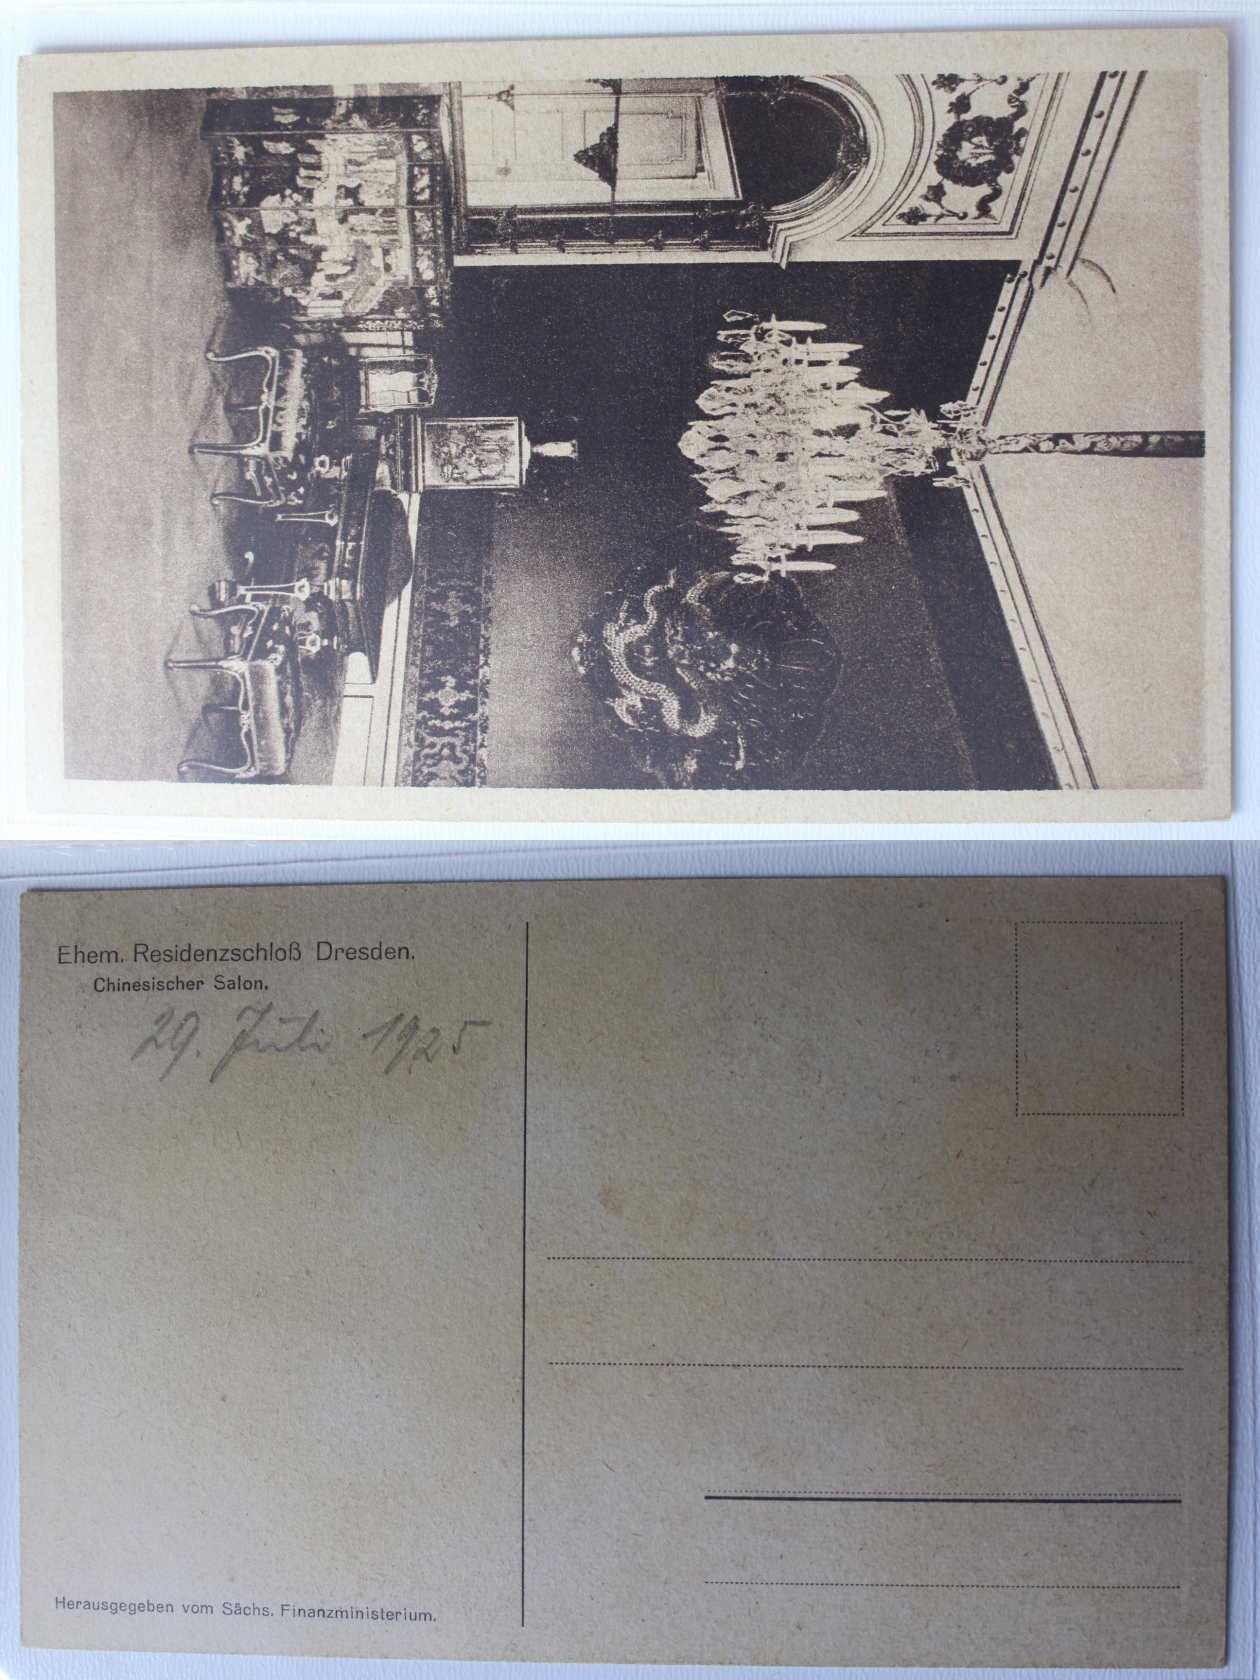 Ehem. Residenzschloß Dresden.
Chinesischer Salon.
29. Juli 1925
Herausgegeben vom Sächs. Finanzministerium.